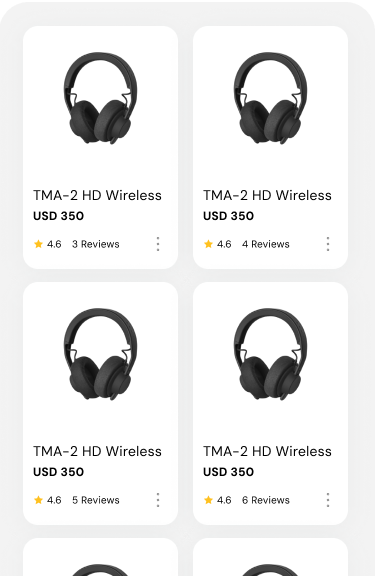 TMA-2 HD Wireless
USD 350
4.6 3 Reviews
TMA-2 HD Wireless
USD 350
4.6 4 Reviews
TMA-2 HD Wireless
USD 350
4.6 5 Reviews
TMA-2 HD Wireless
USD 350
4.6 6 Reviews